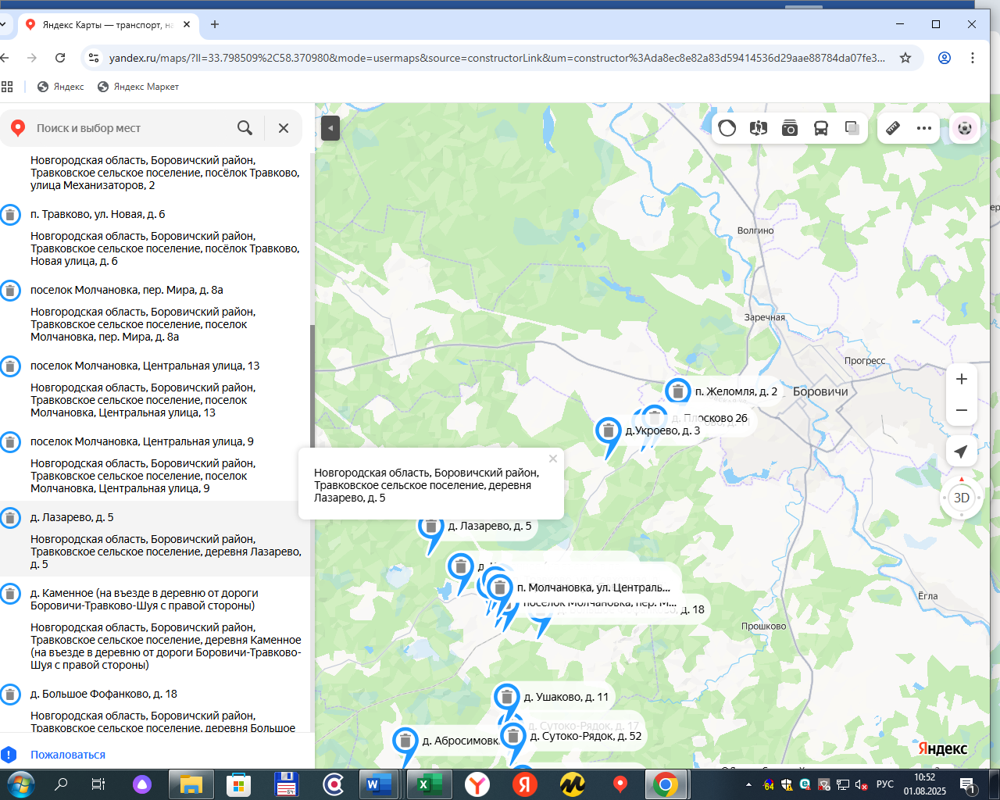 Яндекс Карты — транспорт, на
yandex.ru/maps/?ll=33.798509%2C58.370980&mode=usermaps&source=constructorLink&um=constructor%3Ada8ec8e82a83d59414536d29aae88784da07fe3...
Яндекс
Яндекс Маркет
Поиск и выбор мест
Новгородская область, Боровичский район,
Травковское сельское поселение, посёлок Травково,
улица Механизаторов, 2
п. Травково, ул. Новая, д. 6
Новгородская область, Боровичский район,
Травковское сельское поселение, посёлок Травково,
Новая улица, д. 6
поселок Молчановка, пер. Мира, д. 8а
Новгородская область, Боровичский район,
Травковское сельское поселение, поселок
Молчановка, пер. Мира, д. 8а
поселок Молчановка, Центральная улица, 13
Новгородская область, Боровичский район,
Травковское сельское поселение, поселок
Молчановка, Центральная улица, 13
поселок Молчановка, Центральная улица, 9
Новгородская область, Боровичский район,
Травковское сельское поселение, поселок
Молчановка, Центральная улица, 9
д. Лазарево, д. 5
Новгородская область, Боровичский район,
Травковское сельское поселение, деревня Лазарево,
д. 5
д. Каменное (на въезде в деревню от дороги
Боровичи-Травково-Шуя с правой стороны)
Новгородская область, Боровичский район,
Травковское сельское поселение, деревня Каменное
(на въезде в деревню от дороги Боровичи-Травково-
Шуя с правой стороны)
д. Большое Фофанково, д. 18
Новгородская область, Боровичский район,
Травковское сельское поселение, деревня Большое
Пожаловаться
Волгино
Заречная
Прогресс
Боровичи
п. Желомля, д. 2
д. Плосково 26
д.Укроево, д. 3
Новгородская область, Боровичский район,
Травковское сельское поселение, деревня
Лазарево, д. 5
3D
д. Лазарево, д. 5
п. Молчановка, ул. Централь...
поселок Молчановка, пер. М...
д. 18
Ёгла
Прошково
д. Ушаково, д. 11
д. Сутоко-Рядок, д. 17
д. Сутоко-Рядок, д. 52
д. Абросимовк
Яндекс
64
РУС
10:52
01.08.2025
1